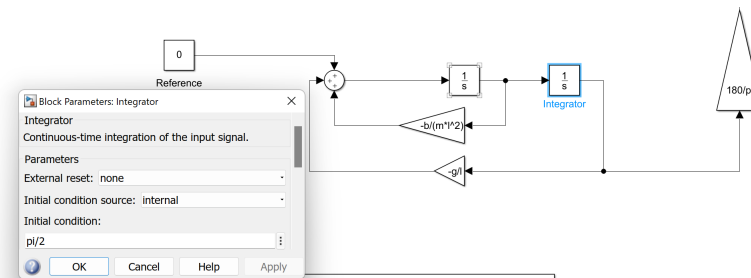 0
Reference
+
+
+
1
s
1
s
Integrator
-b/(m*l^2)
-g/l
180/p
Block Parameters: Integrator
Integrator
Continuous-time integration of the input signal.
Parameters
External reset: none
Initial condition source: internal
Initial condition:
pi/2
OK Cancel Help Apply